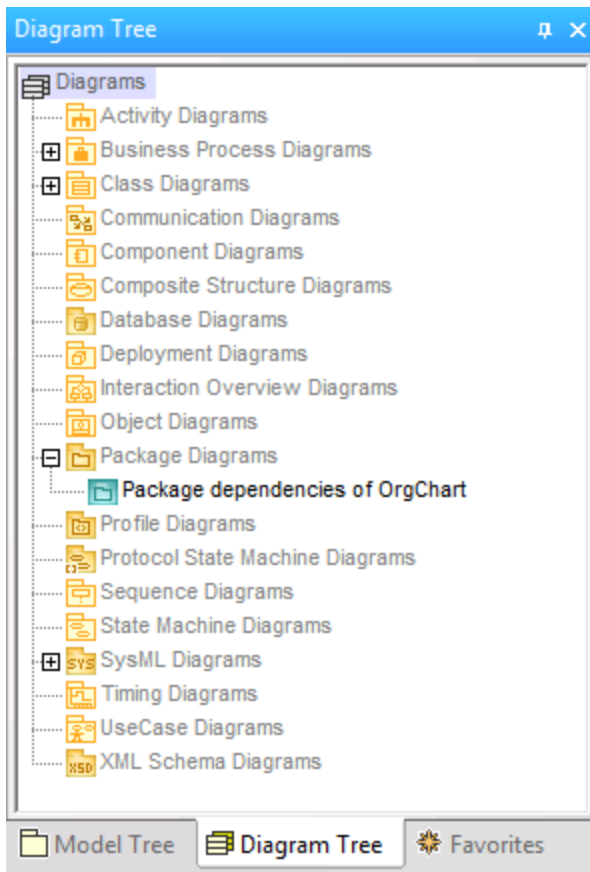 Diagram Tree
Diagrams
Activity Diagrams
Business Process Diagrams
Class Diagrams
Communication Diagrams
Component Diagrams
Composite Structure Diagrams
Database Diagrams
Deployment Diagrams
Interaction Overview Diagrams
Object Diagrams
Package Diagrams
Package dependencies of OrgChart
Profile Diagrams
Protocol State Machine Diagrams
Sequence Diagrams
State Machine Diagrams
SYS SysML Diagrams
Timing Diagrams
UseCase Diagrams
XSD XML Schema Diagrams
Model Tree Diagram Tree Favorites